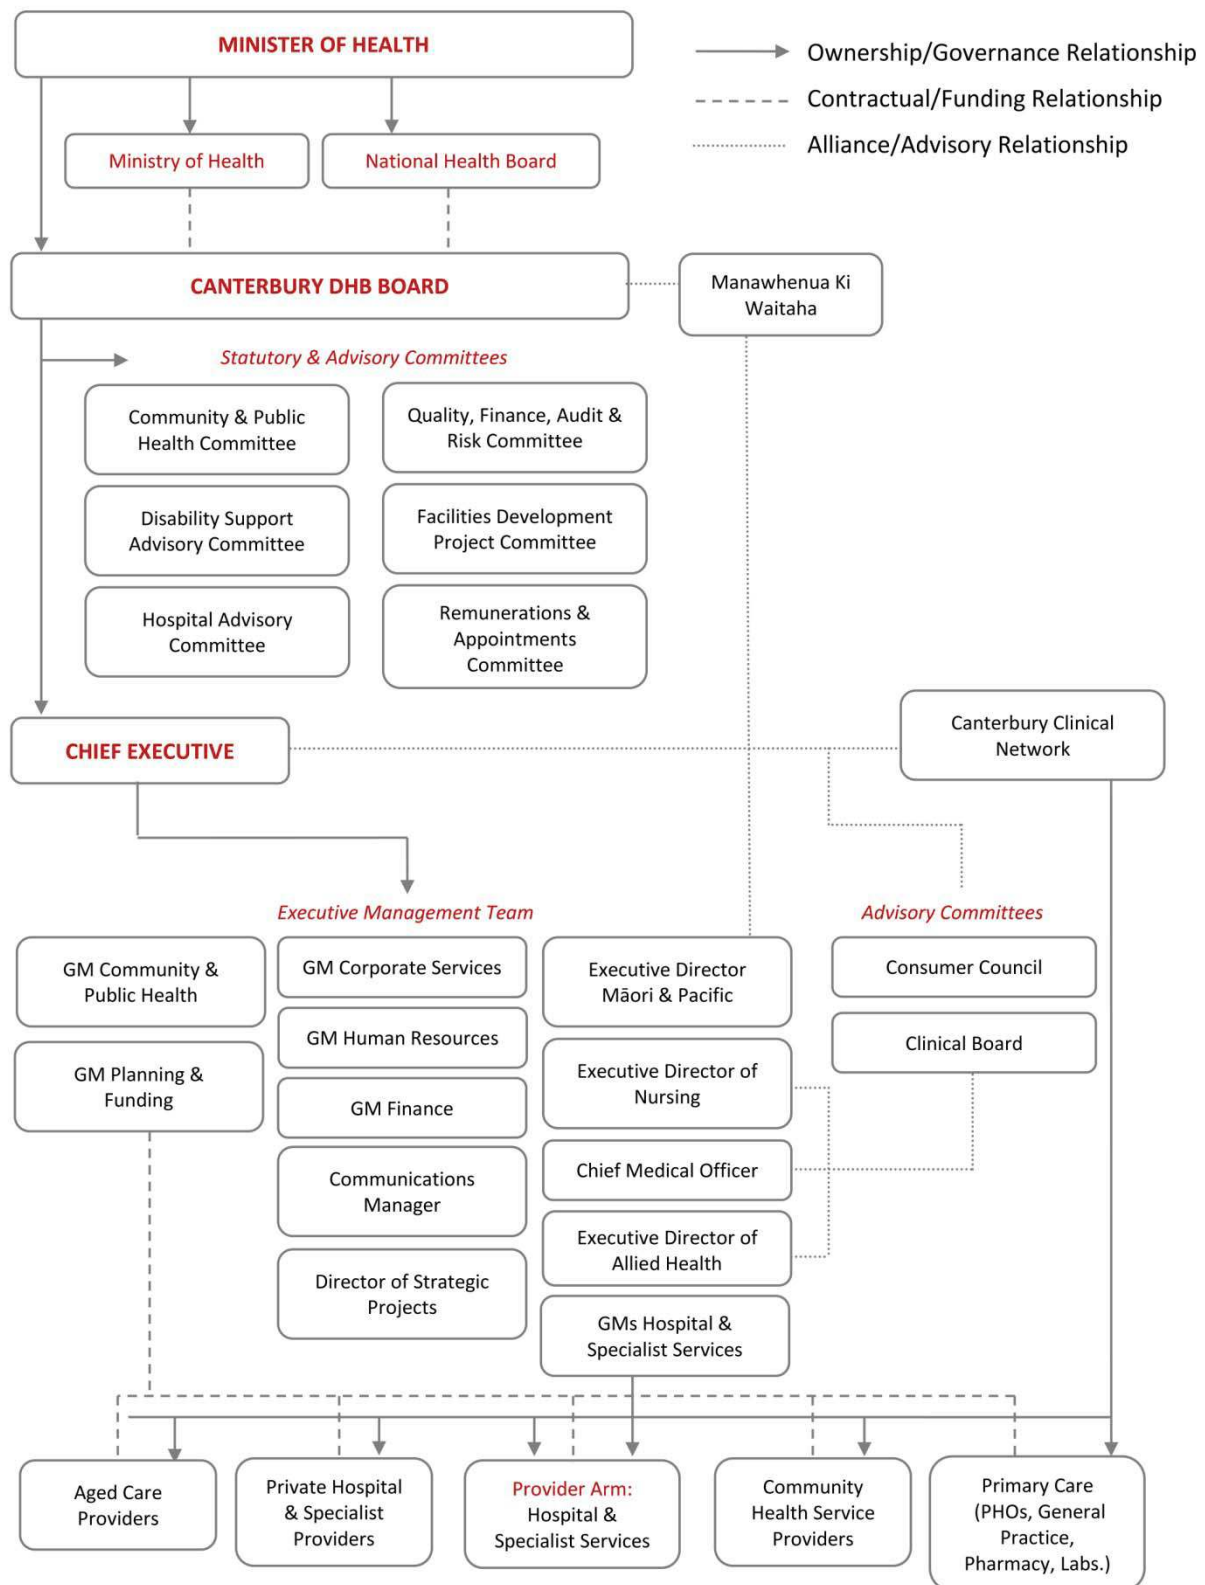 MINISTER OF HEALTH
Ownership/Governance Relationship
Contractual/Funding Relationship
Alliance/Advisory Relationship
Ministry of Health
National Health Board
CANTERBURY DHB BOARD
Manawhenua Ki
Waitaha
Statutory & Advisory Committees
Community & Public
Health Committee
Quality, Finance, Audit &
Risk Committee
Disability Support
Advisory Committee
Facilities Development
Project Committee
Hospital Advisory
Committee
Remunerations &
Appointments
Committee
CHIEF EXECUTIVE
Canterbury Clinical
Network
Executive Management Team
Advisory Committees
GM Community &
Public Health
GM Planning &
Funding
GM Corporate Services
GM Human Resources
GM Finance
Communications
Manager
Director of Strategic
Projects
Executive Director
Māori & Pacific
Executive Director of
Nursing
Chief Medical Officer
Executive Director of
Allied Health
GMs Hospital &
Specialist Services
Consumer Council
Clinical Board
Aged Care
Providers
Private Hospital
& Specialist
Providers
Provider Arm:
Hospital &
Specialist Services
Community
Health Service
Providers
Primary Care
(PHOs, General
Practice,
Pharmacy, Labs.)